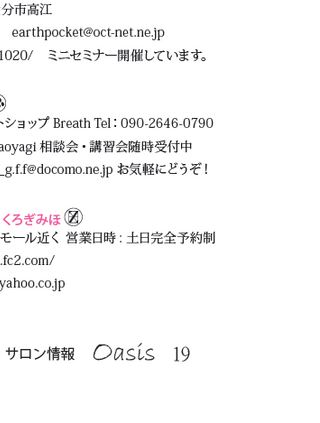 分市高江
earthpocket@oct-net.ne.jp
1020/ ミニセミナー開催しています。
トショップ Breath Tel：090-2646-0790
aoyagi 相談会・講習会随時受付中
_g.f.f@docomo.ne.jp お気軽にどうぞ！
くろぎみほ
モール近く 営業日時 : 土日完全予約制
.fc2.com/
yahoo.co.jp
サロン情報 Oasis 19